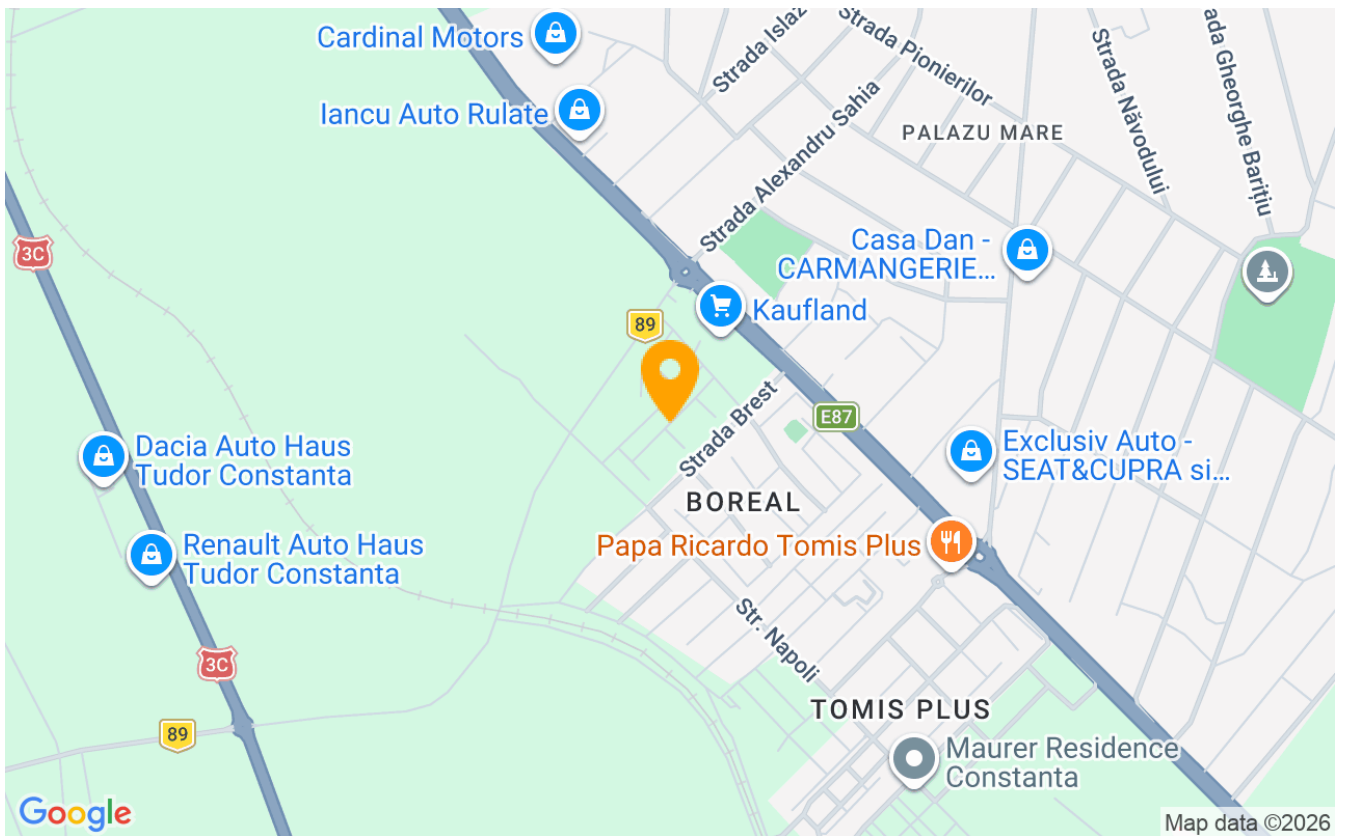 Cardinal Motors
Iancu Auto Rulate
Strada Islaz
Strada Pionierilor
Strada Năvodului
ada Gheorghe Barițiu
PALAZU MARE
Strada Alexandru Sahia
3C
Casa Dan -
CARMANGERIE...
Kaufland
89
E87
Strada Brest
Dacia Auto Haus
Tudor Constanta
Exclusiv Auto -
SEAT&CUPRA si...
BOREAL
Papa Ricardo Tomis Plus
Renault Auto Haus
Tudor Constanta
Str. Napoli
3C
TOMIS PLUS
89
Maurer Residence
Constanta
Google
Map data ©2026